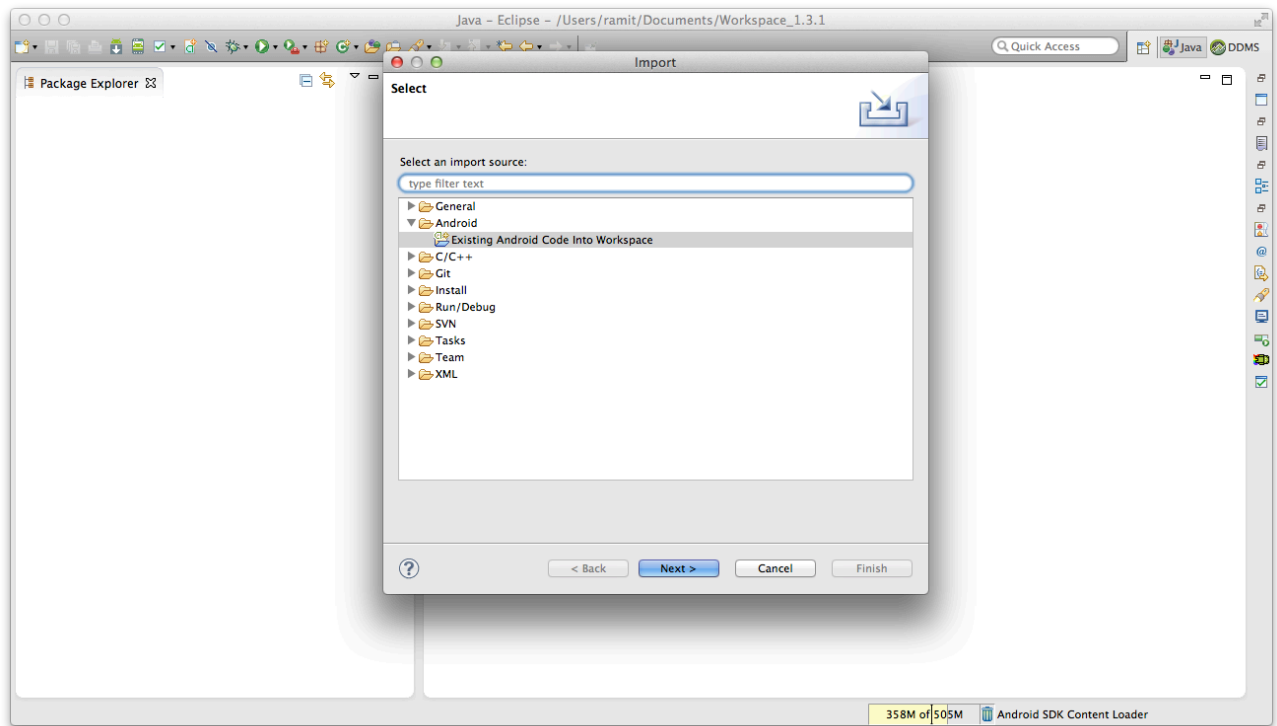 Java – Eclipse – /Users/ramit/Documents/Workspace_1.3.1
Quick Access
Java
DDMS
Package Explorer
Import
Select
Select an import source:
type filter text
General
Android
Existing Android Code Into Workspace
C/C++
Git
Install
Run/Debug
SVN
Tasks
Team
XML
?
< Back
Next >
Cancel
Finish
358M of 505M
Android SDK Content Loader